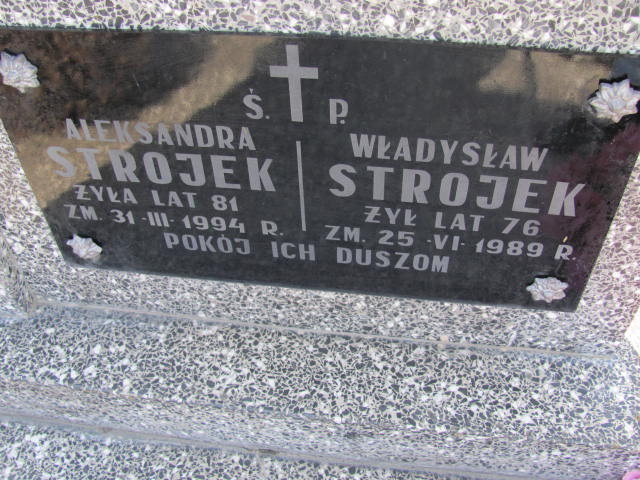 Ś. P.
ALEKSANDRA
STROJEK
ŻYŁA LAT 81
ZM. 31-III-1994 R.
WŁADYSŁAW
STROJEK
ŻYŁ LAT 76
ZM. 25-VI-1989 R.
POKÓJ ICH DUSZOM